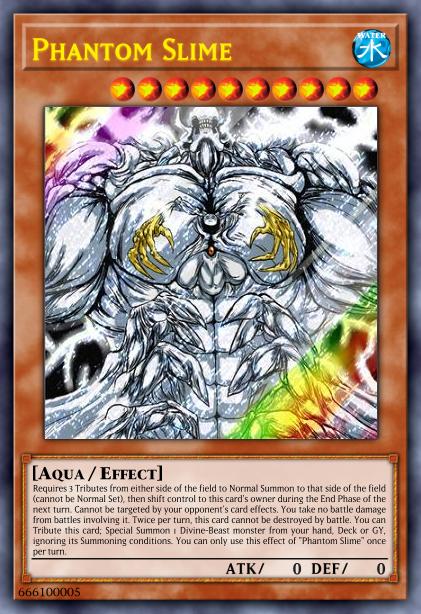 Phantom Slime
WATER
水
[Aqua / Effect]
Requires 3 Tributes from either side of the field to Normal Summon to that side of the field
(cannot be Normal Set), then shift control to this card's owner during the End Phase of the
next turn. Cannot be targeted by your opponent's card effects. You take no battle damage
from battles involving it. Twice per turn, this card cannot be destroyed by battle. You can
Tribute this card; Special Summon 1 Divine-Beast monster from your hand, Deck or GY,
ignoring its Summoning conditions. You can only use this effect of "Phantom Slime" once
per turn.
ATK/ 0 DEF/ 0
666100005